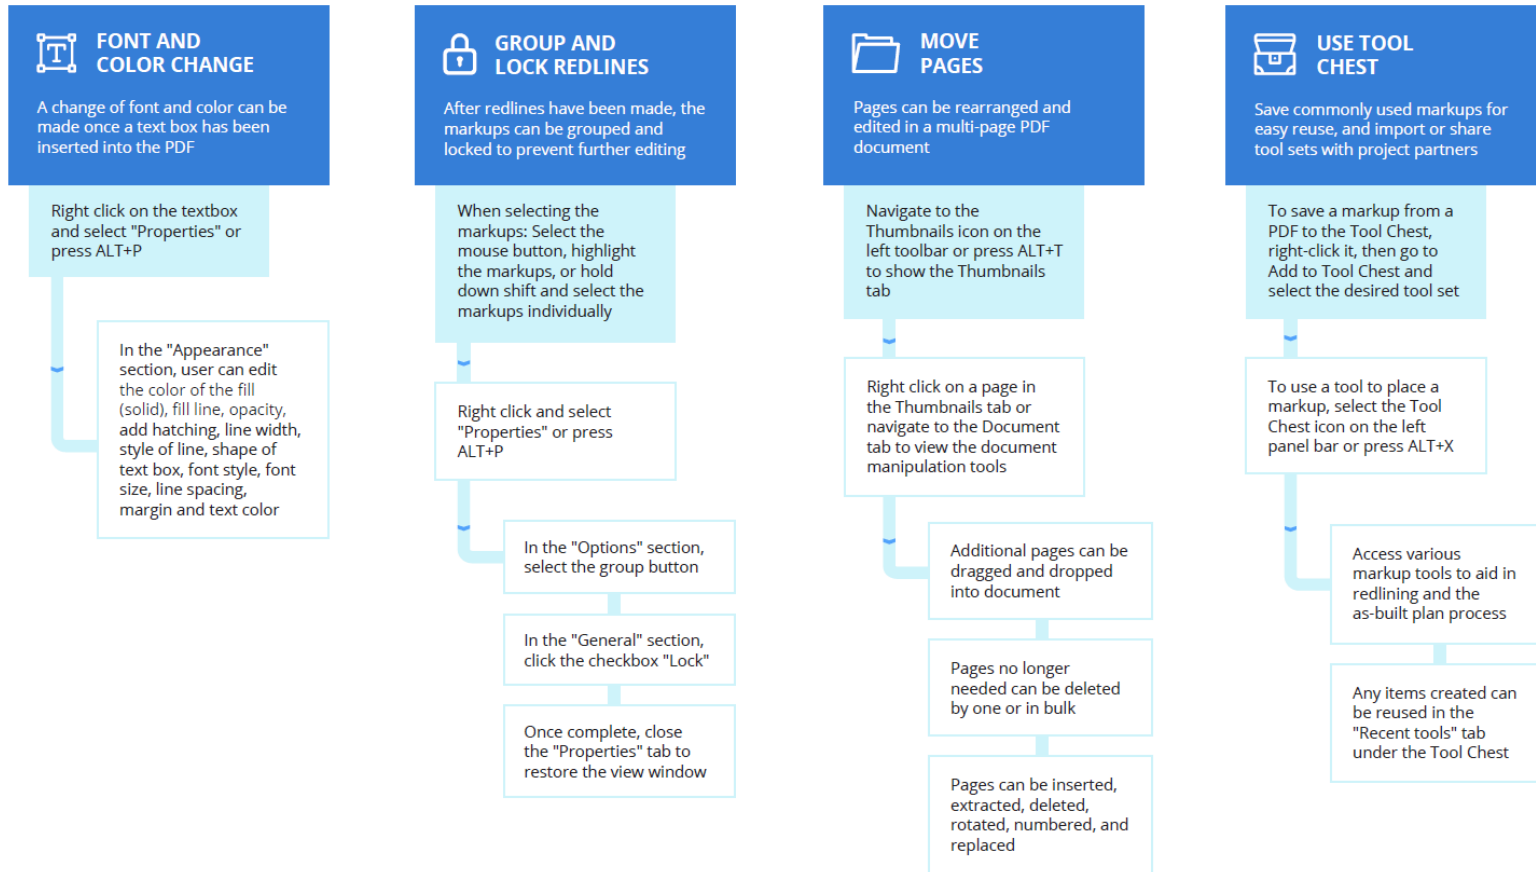 FONT AND
COLOR CHANGE
A change of font and color can be
made once a text box has been
inserted into the PDF
Right click on the textbox
and select "Properties" or
press ALT+P
In the "Appearance"
section, user can edit
the color of the fill
(solid), fill line, opacity,
add hatching, line width,
style of line, shape of
text box, font style, font
size, line spacing,
margin and text color
GROUP AND
LOCK REDLINES
After redlines have been made, the
markups can be grouped and
locked to prevent further editing
When selecting the
markups: Select the
mouse button, highlight
the markups, or hold
down shift and select the
markups individually
Right click and select
"Properties" or press
ALT+P
In the "Options" section,
select the group button
In the "General" section,
click the checkbox "Lock"
Once complete, close
the "Properties" tab to
restore the view window
MOVE
PAGES
Pages can be rearranged and
edited in a multi-page PDF
document
Navigate to the
Thumbnails icon on the
left toolbar or press ALT+T
to show the Thumbnails
tab
Right click on a page in
the Thumbnails tab or
navigate to the Document
tab to view the document
manipulation tools
Additional pages can be
dragged and dropped
into document
Pages no longer
needed can be deleted
by one or in bulk
Pages can be inserted,
extracted, deleted,
rotated, numbered, and
replaced
USE TOOL
CHEST
Save commonly used markups for
easy reuse, and import or share
tool sets with project partners
To save a markup from a
PDF to the Tool Chest,
right-click it, then go to
Add to Tool Chest and
select the desired tool set
To use a tool to place a
markup, select the Tool
Chest icon on the left
panel bar or press ALT+X
Access various
markup tools to aid in
redlining and the
as-built plan process
Any items created can
be reused in the
"Recent tools" tab
under the Tool Chest